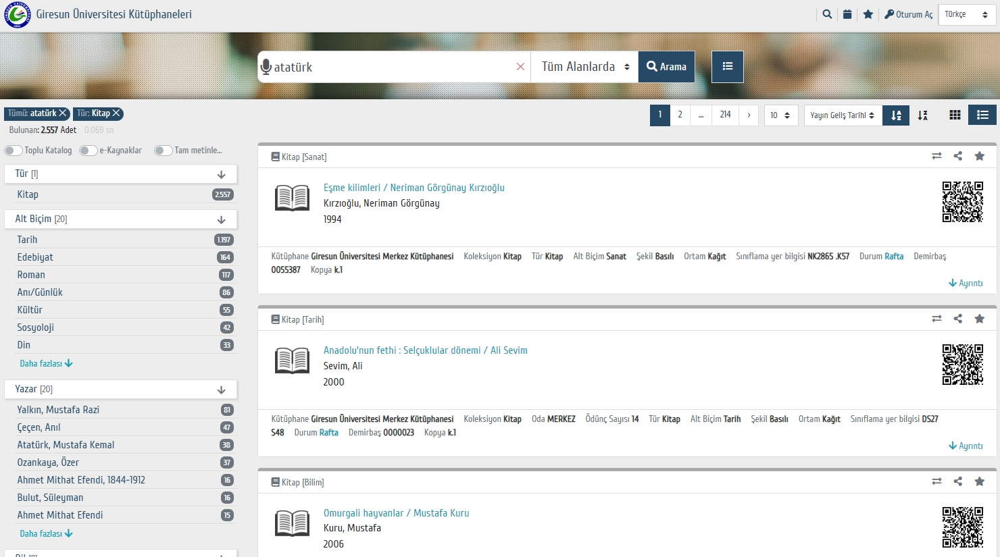 Giresun Üniversitesi Kütüphaneleri
Oturum Aç
Türkçe
atatürk
Tüm Alanlarda
Arama
Tümü: atatürk
Tür: Kitap
Bulunan: 2.557 Adet 0.069 sn
1 2 ... 214 ›
10
Yayın Geliş Tarihi
Toplu Katalog
e-Kaynaklar
Tam metinle...
Tür [1]
Kitap 2.557
Alt Biçim [20]
Tarih 1.197
Edebiyat 164
Roman 117
Anı/Günlük 86
Kültür 55
Sosyoloji 42
Din 33
Daha fazlası
Yazar [20]
Yalkın, Mustafa Razi 81
Çeçen, Anıl 47
Atatürk, Mustafa Kemal 38
Ozankaya, Özer 37
Ahmet Mithat Efendi, 1844-1912 16
Bulut, Süleyman 16
Ahmet Mithat Efendi 15
Daha fazlası
Kitap [Sanat]
Eşme kilimleri / Neriman Görgünay Kırzıoğlu
Kırzıoğlu, Neriman Görgünay
1994
Kütüphane Giresun Üniversitesi Merkez Kütüphanesi Koleksiyon Kitap Tür Kitap Alt Biçim Sanat Şekil Basılı Ortam Kağıt Sınıflama yer bilgisi NK2865 .K57 Durum Rafta Demirbaş
0055387 Kopya k.1
Ayrıntı
Kitap [Tarih]
Anadolu'nun fethi : Selçuklular dönemi / Ali Sevim
Sevim, Ali
2000
Kütüphane Giresun Üniversitesi Merkez Kütüphanesi Koleksiyon Kitap Oda MERKEZ Ödünç Sayısı 14 Tür Kitap Alt Biçim Tarih Şekil Basılı Ortam Kağıt Sınıflama yer bilgisi DS27
S48 Durum Rafta Demirbaş 0000023 Kopya k.1
Ayrıntı
Kitap [Bilim]
Omurgali hayvanlar / Mustafa Kuru
Kuru, Mustafa
2006